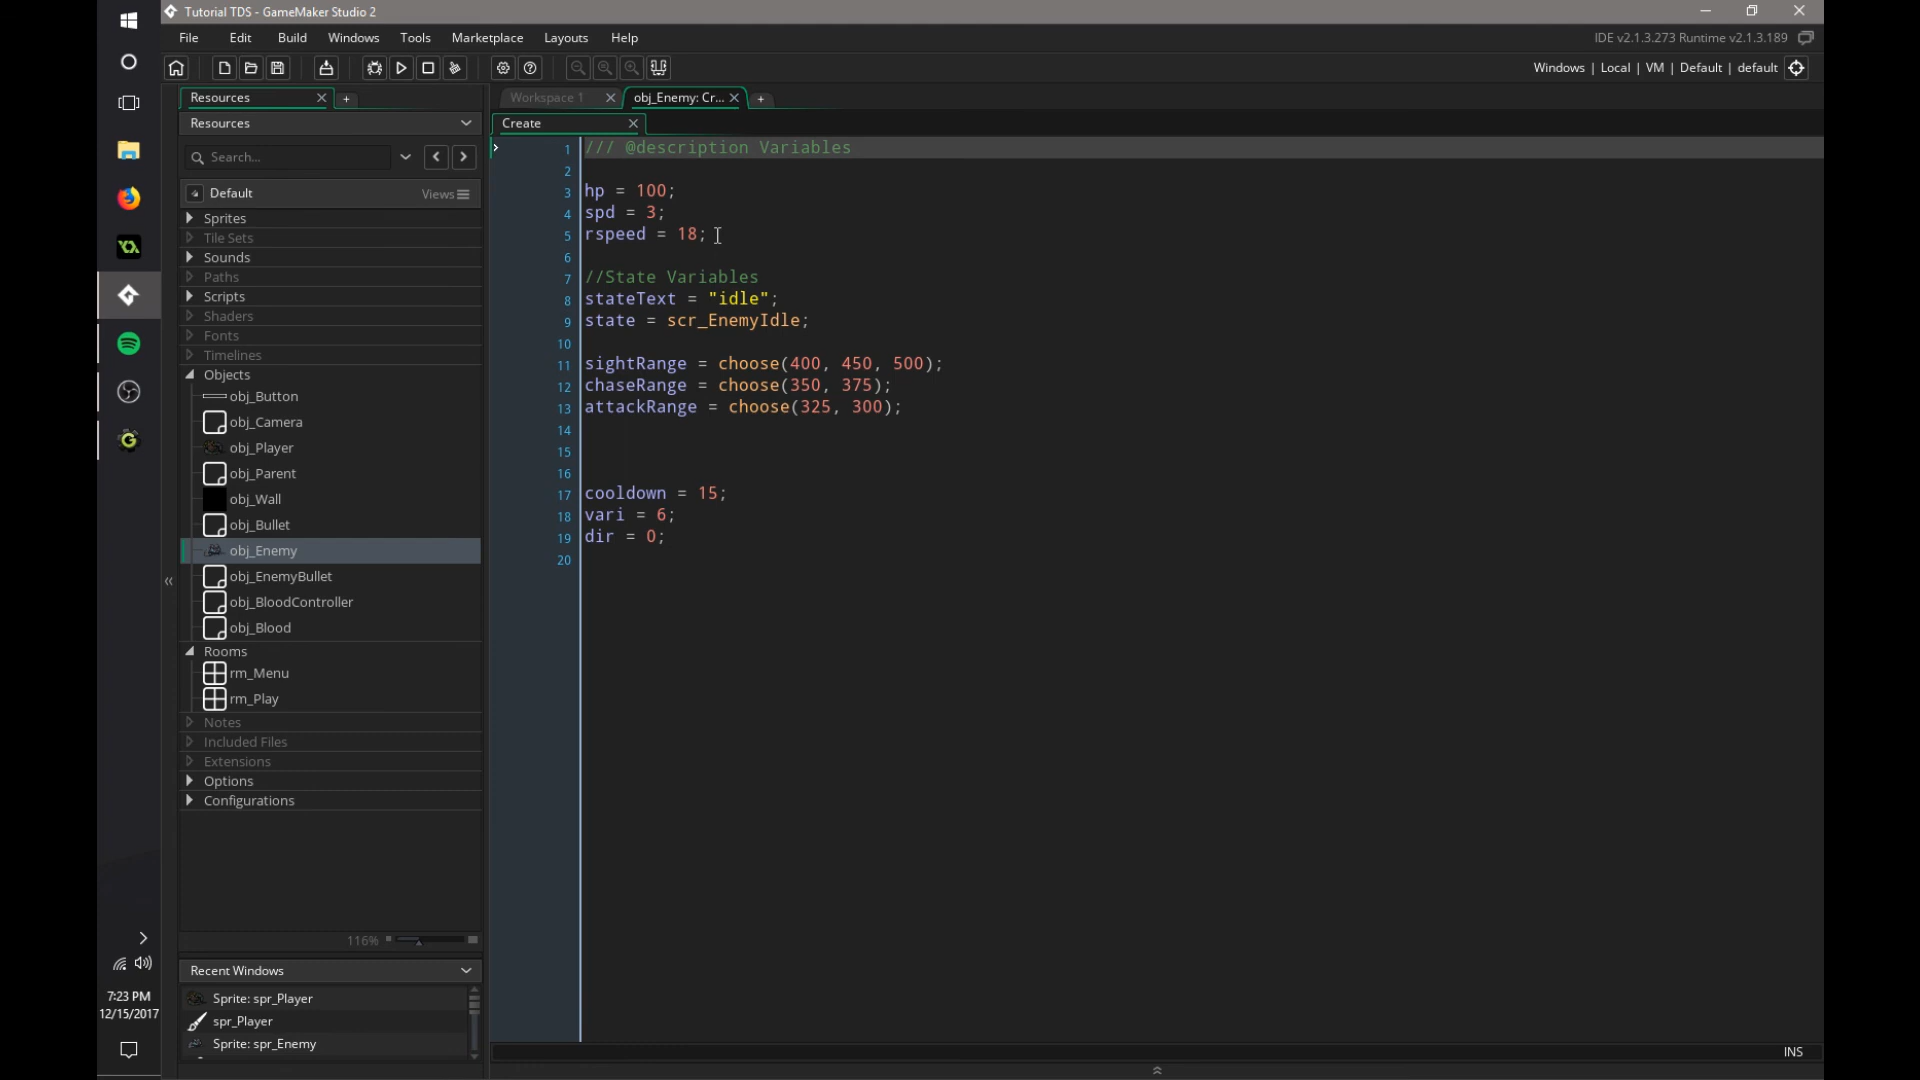 Tutorial TDS - GameMaker Studio 2
File Edit Build Windows Tools Marketplace Layouts Help
IDE v2.1.3.273 Runtime v2.1.3.189
Windows | Local | VM | Default | default
Resources
Workspace 1
obj_Enemy: Cr...
Resources
Create
Search...
Default
Views
Sprites
Tile Sets
Sounds
Paths
Scripts
Shaders
Fonts
Timelines
Objects
obj_Button
obj_Camera
obj_Player
obj_Parent
obj_Wall
obj_Bullet
obj_Enemy
obj_EnemyBullet
obj_BloodController
obj_Blood
Rooms
rm_Menu
rm_Play
Notes
Included Files
Extensions
Options
Configurations
116%
Recent Windows
Sprite: spr_Player
spr_Player
Sprite: spr_Enemy
1 /// @description Variables
2
3 hp = 100;
4 spd = 3;
5 rspeed = 18;
6
7 //State Variables
8 stateText = "idle";
9 state = scr_EnemyIdle;
10
11 sightRange = choose(400, 450, 500);
12 chaseRange = choose(350, 375);
13 attackRange = choose(325, 300);
14
15
16
17 cooldown = 15;
18 vari = 6;
19 dir = 0;
20
INS
7:23 PM
12/15/2017